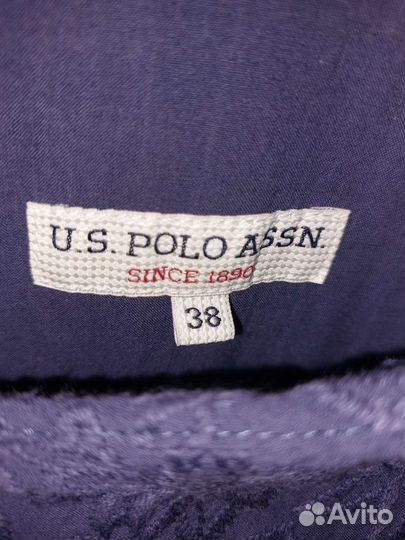 U.S. POLO ASSN.
SINCE 1890
38
Avito